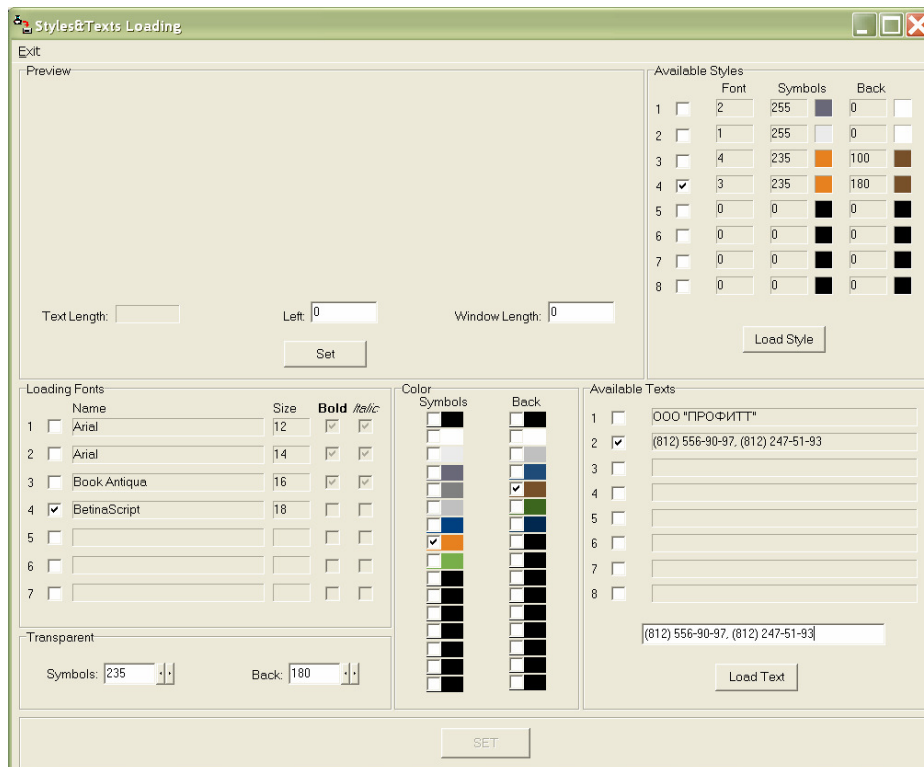 Styles&Texts Loading
Exit
Preview
Text Length:
Left: 0
Window Length: 0
Set
Available Styles
Font Symbols Back
1 2 255 0
2 1 255 0
3 4 235 100
4 3 235 180
5 0 0 0
6 0 0 0
7 0 0 0
8 0 0 0
Load Style
Loading Fonts
Name Size Bold Italic
1 Arial 12
2 Arial 14
3 Book Antiqua 16
4 BetinaScript 18
5
6
7
Transparent
Symbols: 235 Back: 180
Color
Symbols Back
Available Texts
1 ООО "ПРОФИТТ"
2 (812) 556-90-97, (812) 247-51-93
3
4
5
6
7
8
(812) 556-90-97, (812) 247-51-93
Load Text
SET